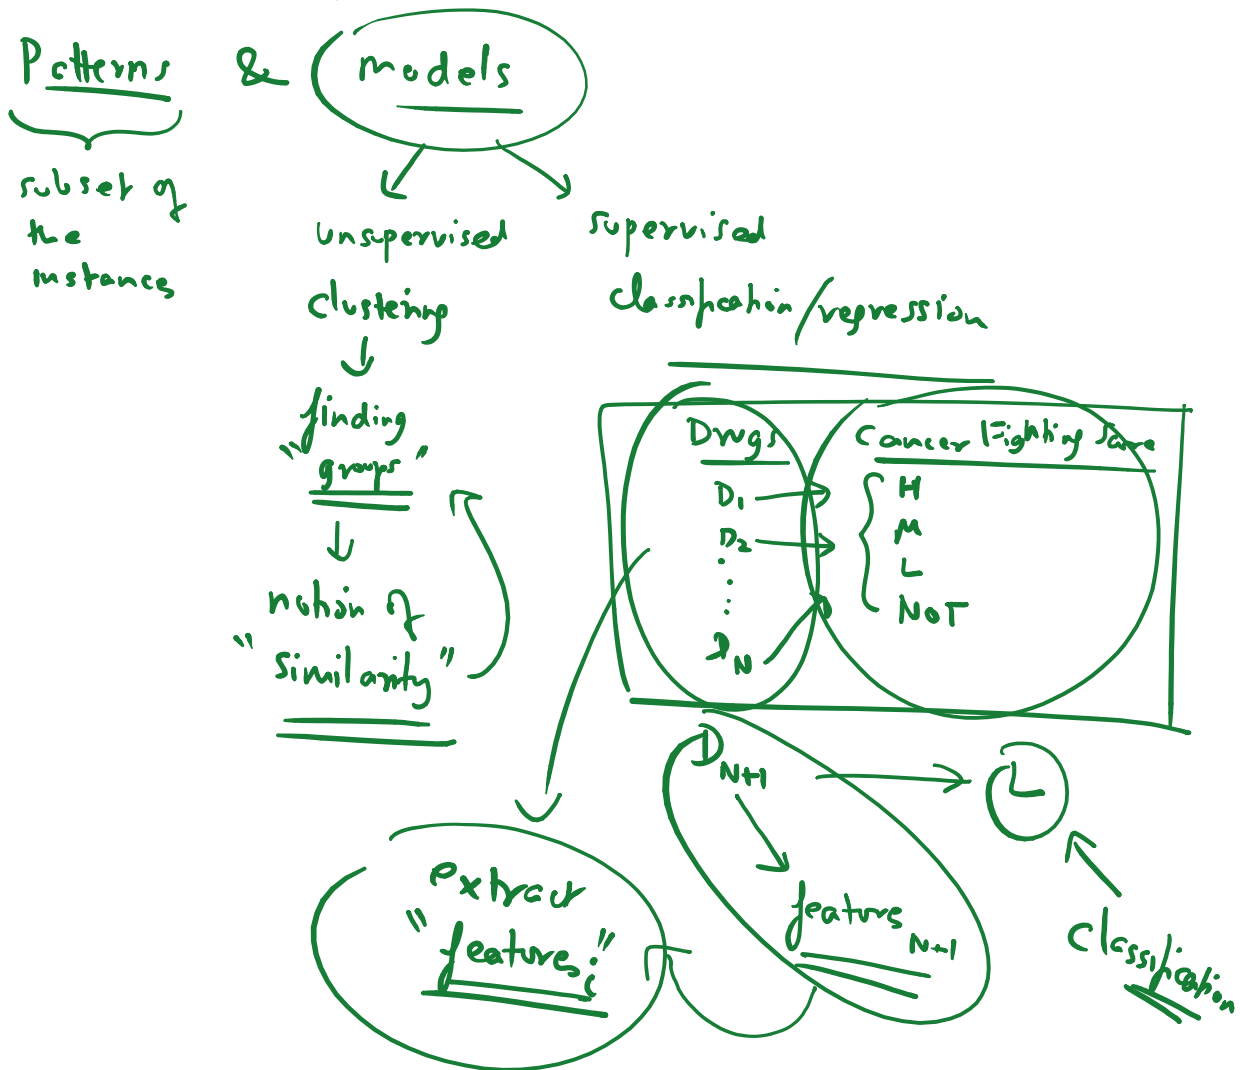 Patterns & models
subset of
the
instances
unsupervised
clustering
finding
"groups"
notion of
"similarity"
supervised
classification/regression
Drugs
D1
D2
DN
Cancer Fighting Score
H
M
L
NOT
DN+1
L
featuresN+1
classification
extract
"features"